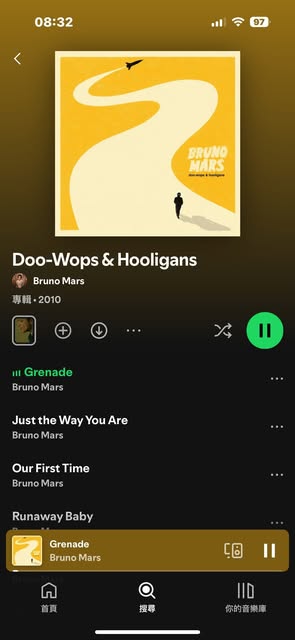 08:32
97
BRUNO
MARS
doo-wops & hooligans
Doo-Wops & Hooligans
Bruno Mars
專輯 • 2010
Grenade
Bruno Mars
Just the Way You Are
Bruno Mars
Our First Time
Bruno Mars
Runaway Baby
Grenade
Bruno Mars
首頁
搜尋
你的音樂庫